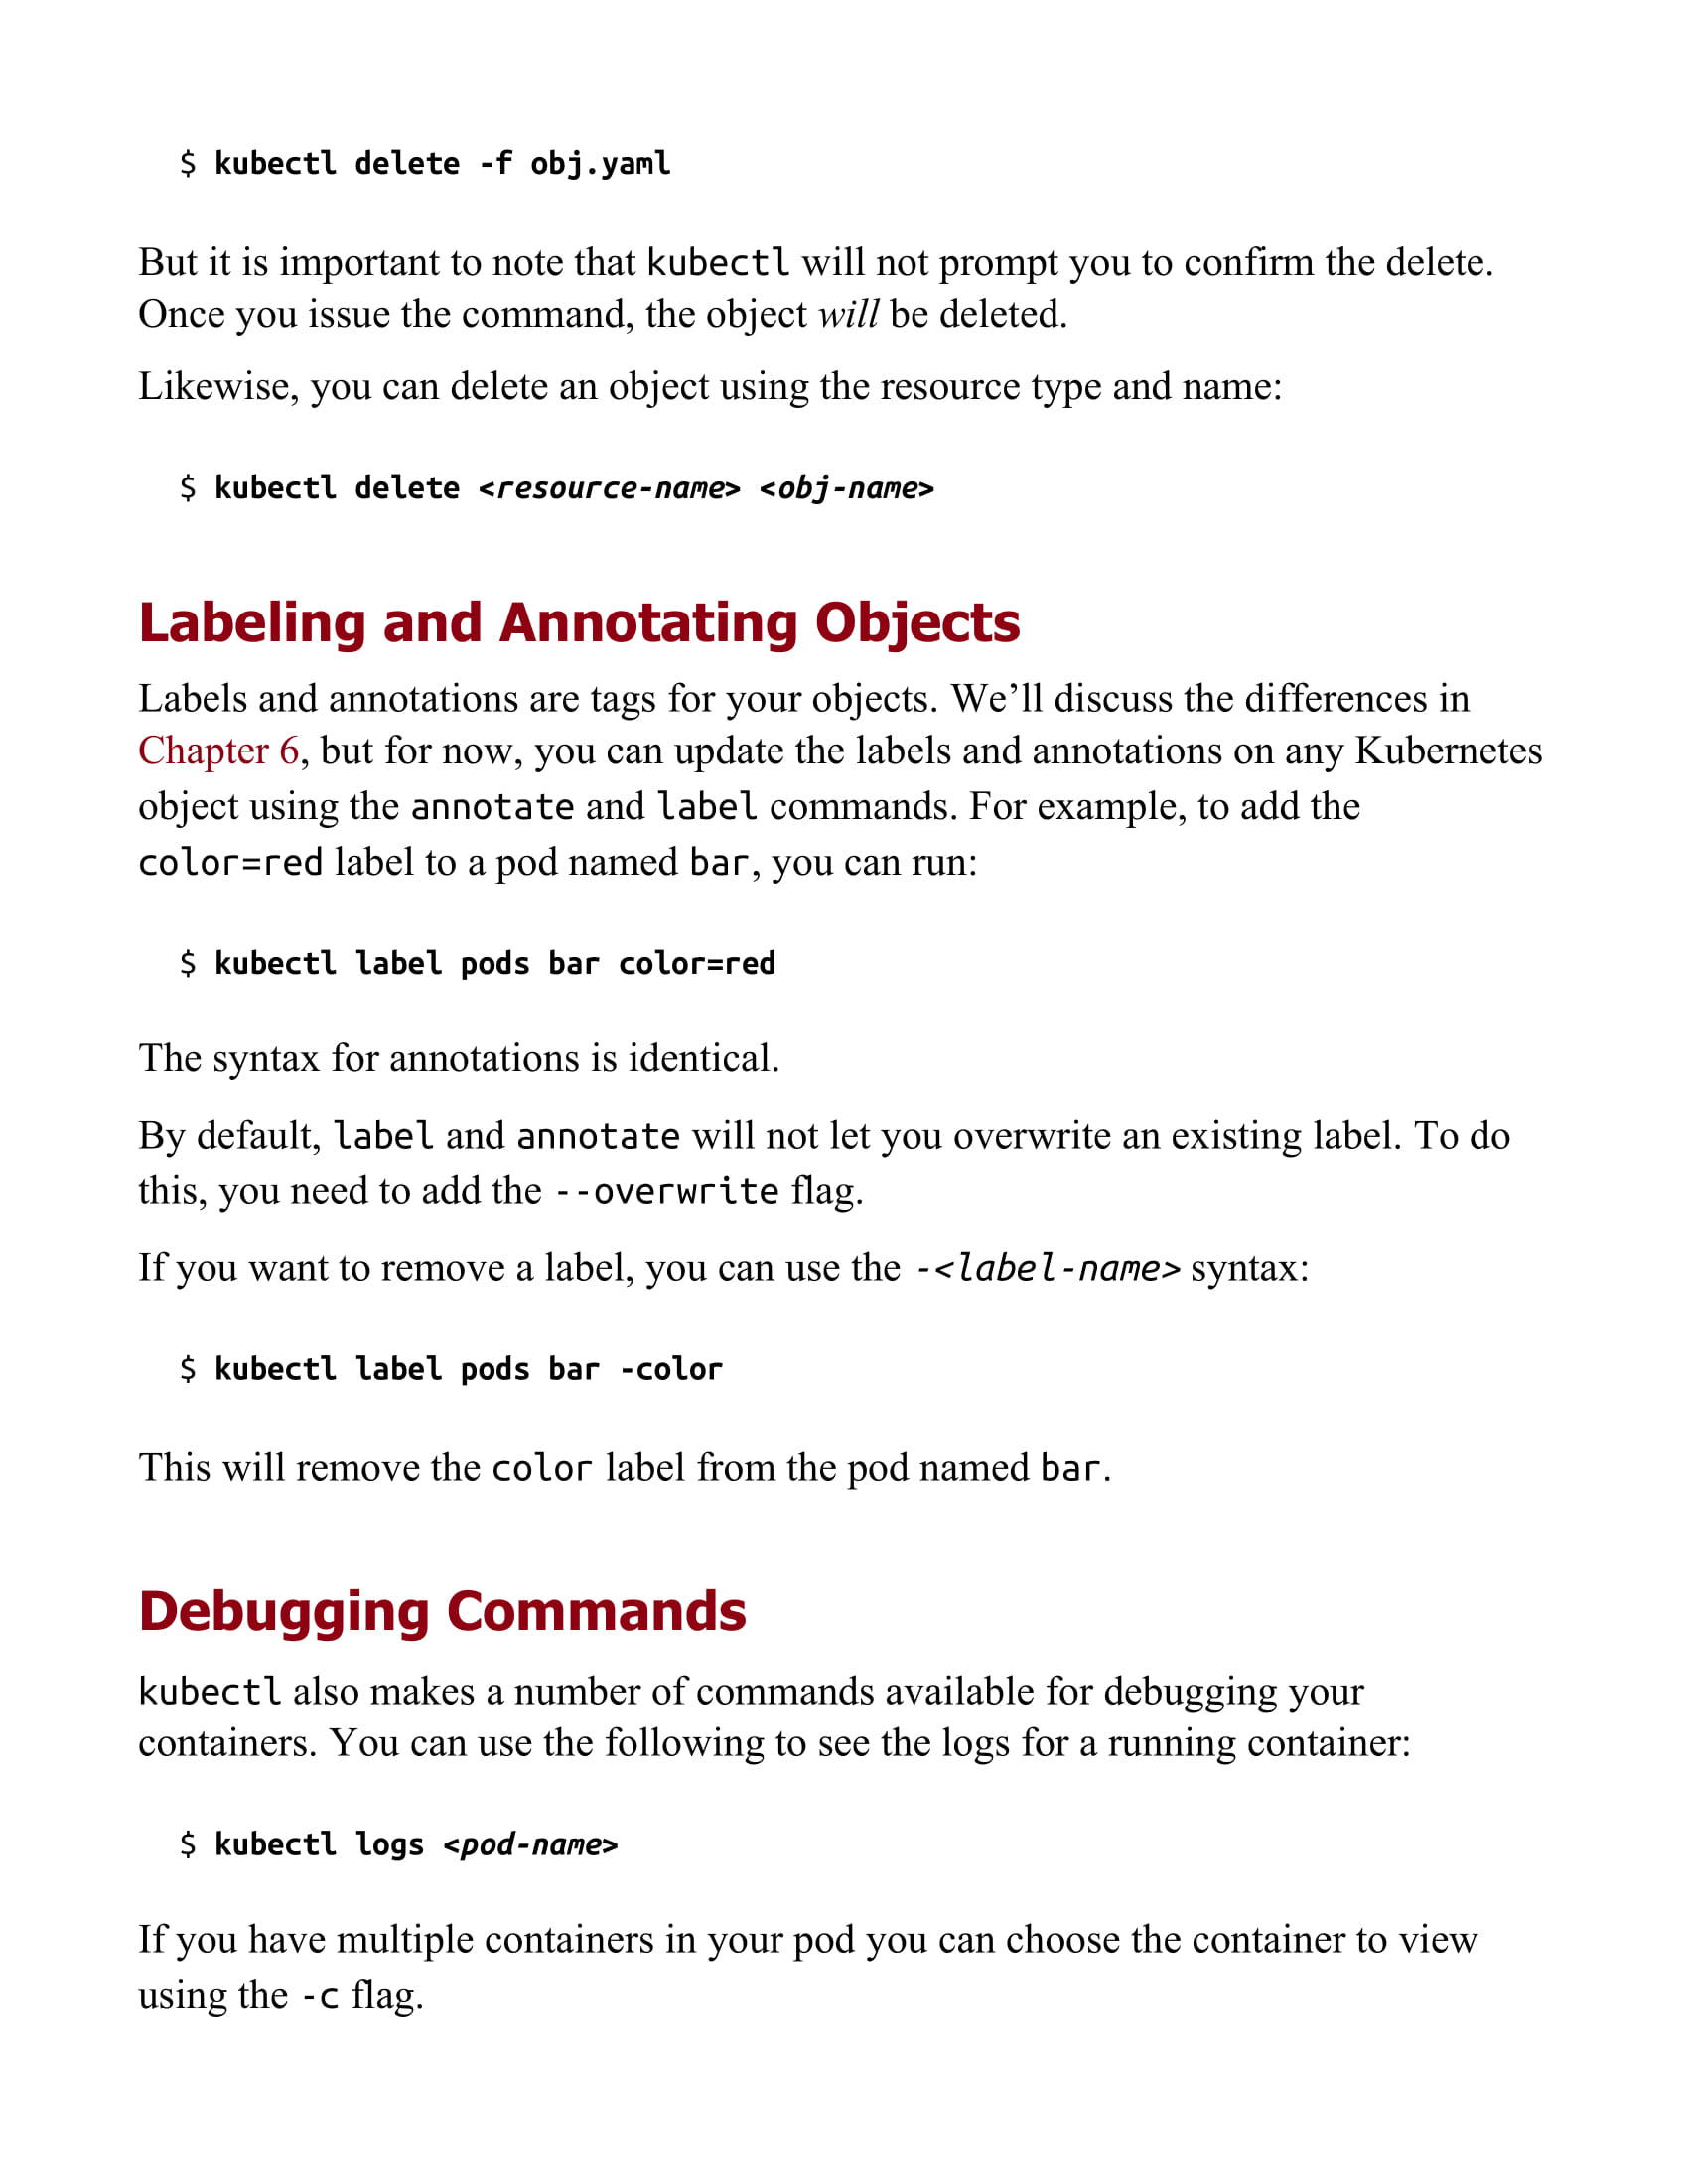 $ kubectl delete -f obj.yaml
But it is important to note that kubectl will not prompt you to confirm the delete.
Once you issue the command, the object will be deleted.
Likewise, you can delete an object using the resource type and name:
$ kubectl delete <resource-name> <obj-name>
Labeling and Annotating Objects
Labels and annotations are tags for your objects. We’ll discuss the differences in
Chapter 6, but for now, you can update the labels and annotations on any Kubernetes
object using the annotate and label commands. For example, to add the
color=red label to a pod named bar, you can run:
$ kubectl label pods bar color=red
The syntax for annotations is identical.
By default, label and annotate will not let you overwrite an existing label. To do
this, you need to add the --overwrite flag.
If you want to remove a label, you can use the -<label-name> syntax:
$ kubectl label pods bar -color
This will remove the color label from the pod named bar.
Debugging Commands
kubectl also makes a number of commands available for debugging your
containers. You can use the following to see the logs for a running container:
$ kubectl logs <pod-name>
If you have multiple containers in your pod you can choose the container to view
using the -c flag.